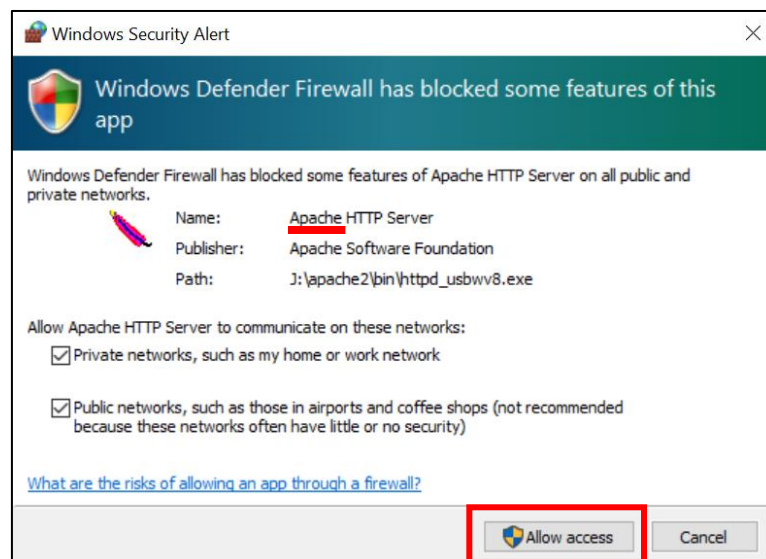 Windows Security Alert
Windows Defender Firewall has blocked some features of this
app
Windows Defender Firewall has blocked some features of Apache HTTP Server on all public and
private networks.
Name: Apache HTTP Server
Publisher: Apache Software Foundation
Path: J:\apache2\bin\httpd_usbwv8.exe
Allow Apache HTTP Server to communicate on these networks:
Private networks, such as my home or work network
Public networks, such as those in airports and coffee shops (not recommended
because these networks often have little or no security)
What are the risks of allowing an app through a firewall?
Allow access Cancel